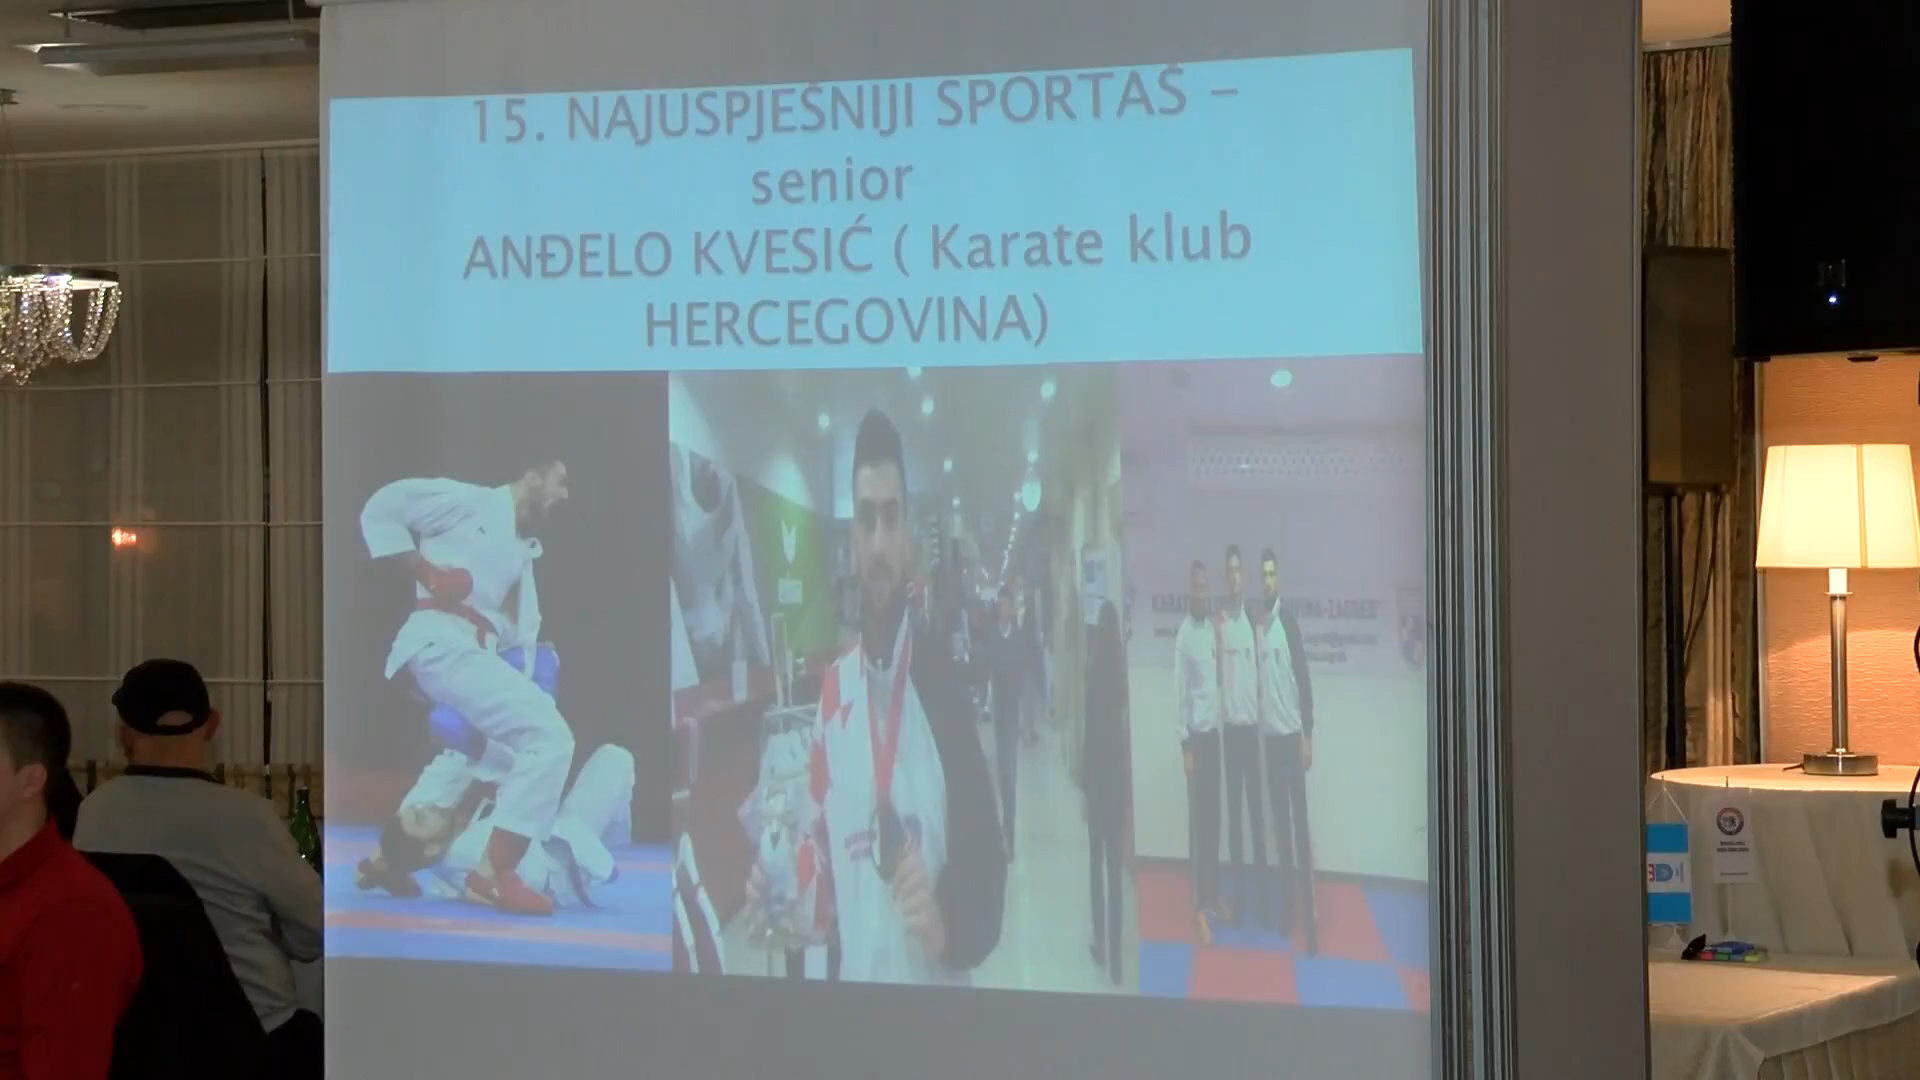 15. NAJUSPJEŠNIJI SPORTAŠ –
senior
ANĐELO KVESIĆ ( Karate klub
HERCEGOVINA)